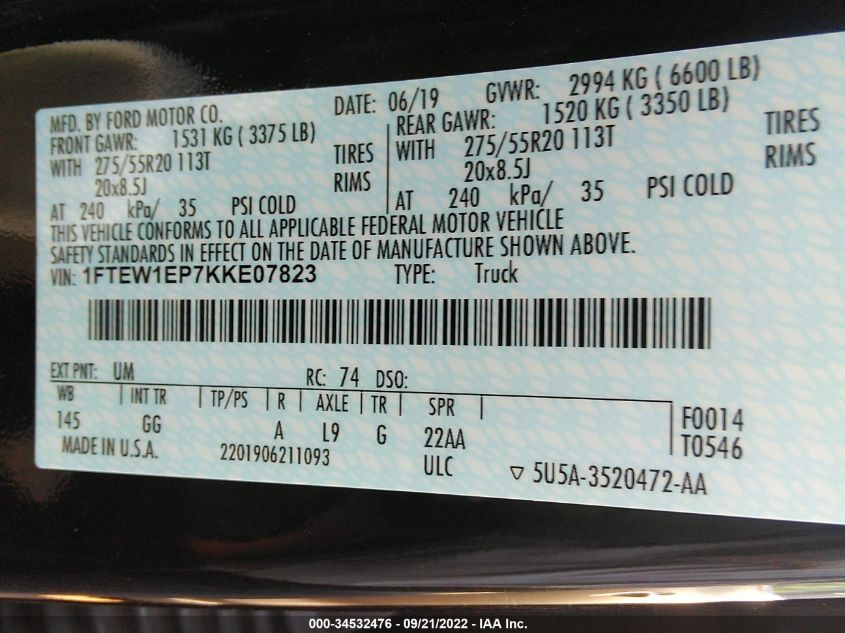 MFD. BY FORD MOTOR CO. DATE: 06/19 GVWR: 2994 KG ( 6600 LB)
FRONT GAWR: 1531 KG ( 3375 LB) REAR GAWR: 1520 KG ( 3350 LB)
WITH 275/55R20 113T TIRES WITH 275/55R20 113T TIRES
20x8.5J RIMS 20x8.5J RIMS
AT 240 kPa/ 35 PSI COLD AT 240 kPa/ 35 PSI COLD
THIS VEHICLE CONFORMS TO ALL APPLICABLE FEDERAL MOTOR VEHICLE
SAFETY STANDARDS IN EFFECT ON THE DATE OF MANUFACTURE SHOWN ABOVE.
VIN: 1FTEW1EP7KKE07823 TYPE: Truck
EXT PNT: UM RC: 74 DSO:
WB INT TR TP/PS R AXLE TR SPR F0014
145 GG A L9 G 22AA T0546
MADE IN U.S.A. 2201906211093 ULC ▽ 5U5A-3520472-AA
000-34532476 - 09/21/2022 - IAA Inc.